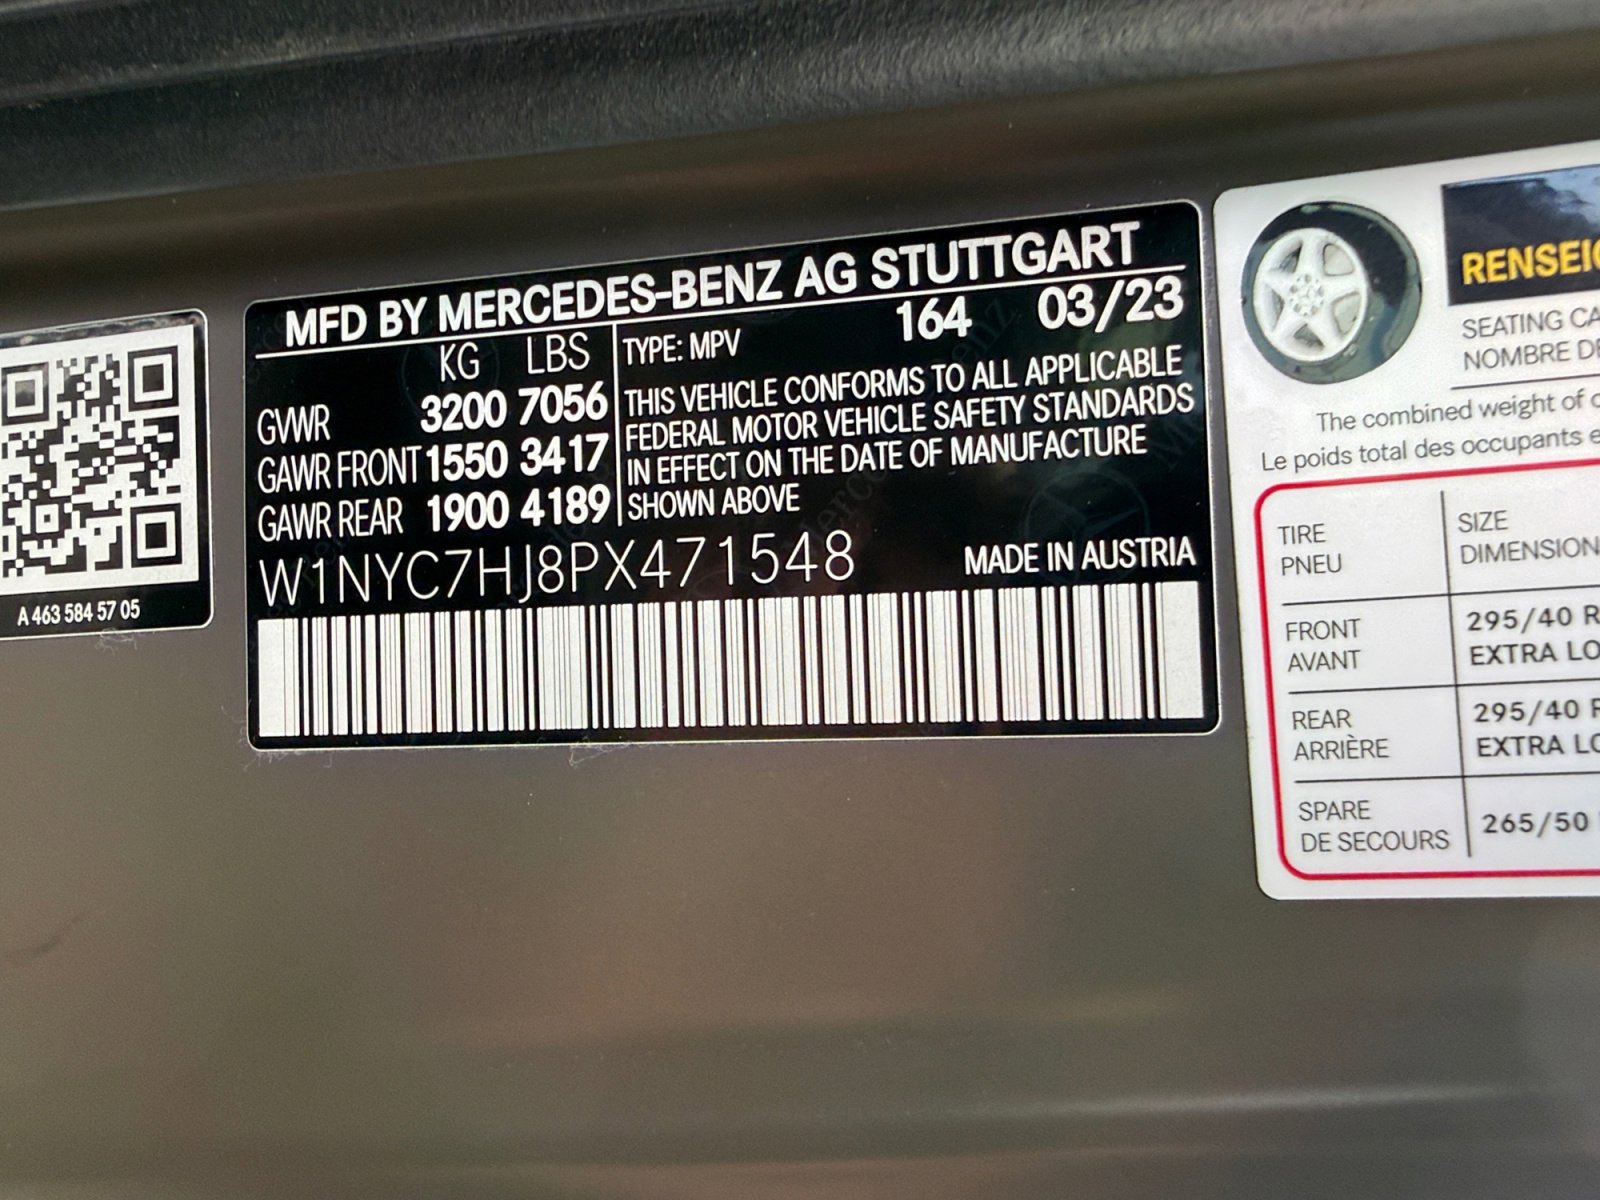 A 463 584 57 05
MFD BY MERCEDES-BENZ AG STUTTGART
KG LBS
GVWR 3200 7056
GAWR FRONT 1550 3417
GAWR REAR 1900 4189
TYPE: MPV 164 03/23
THIS VEHICLE CONFORMS TO ALL APPLICABLE
FEDERAL MOTOR VEHICLE SAFETY STANDARDS
IN EFFECT ON THE DATE OF MANUFACTURE
SHOWN ABOVE
W1NYC7HJ8PX471548 MADE IN AUSTRIA
RENSEI
SEATING CA
NOMBRE DE
The combined weight of
Le poids total des occupants e
TIRE SIZE
PNEU DIMENSION
FRONT 295/40 R
AVANT EXTRA LO
REAR 295/40 R
ARRIÈRE EXTRA LO
SPARE 265/50
DE SECOURS